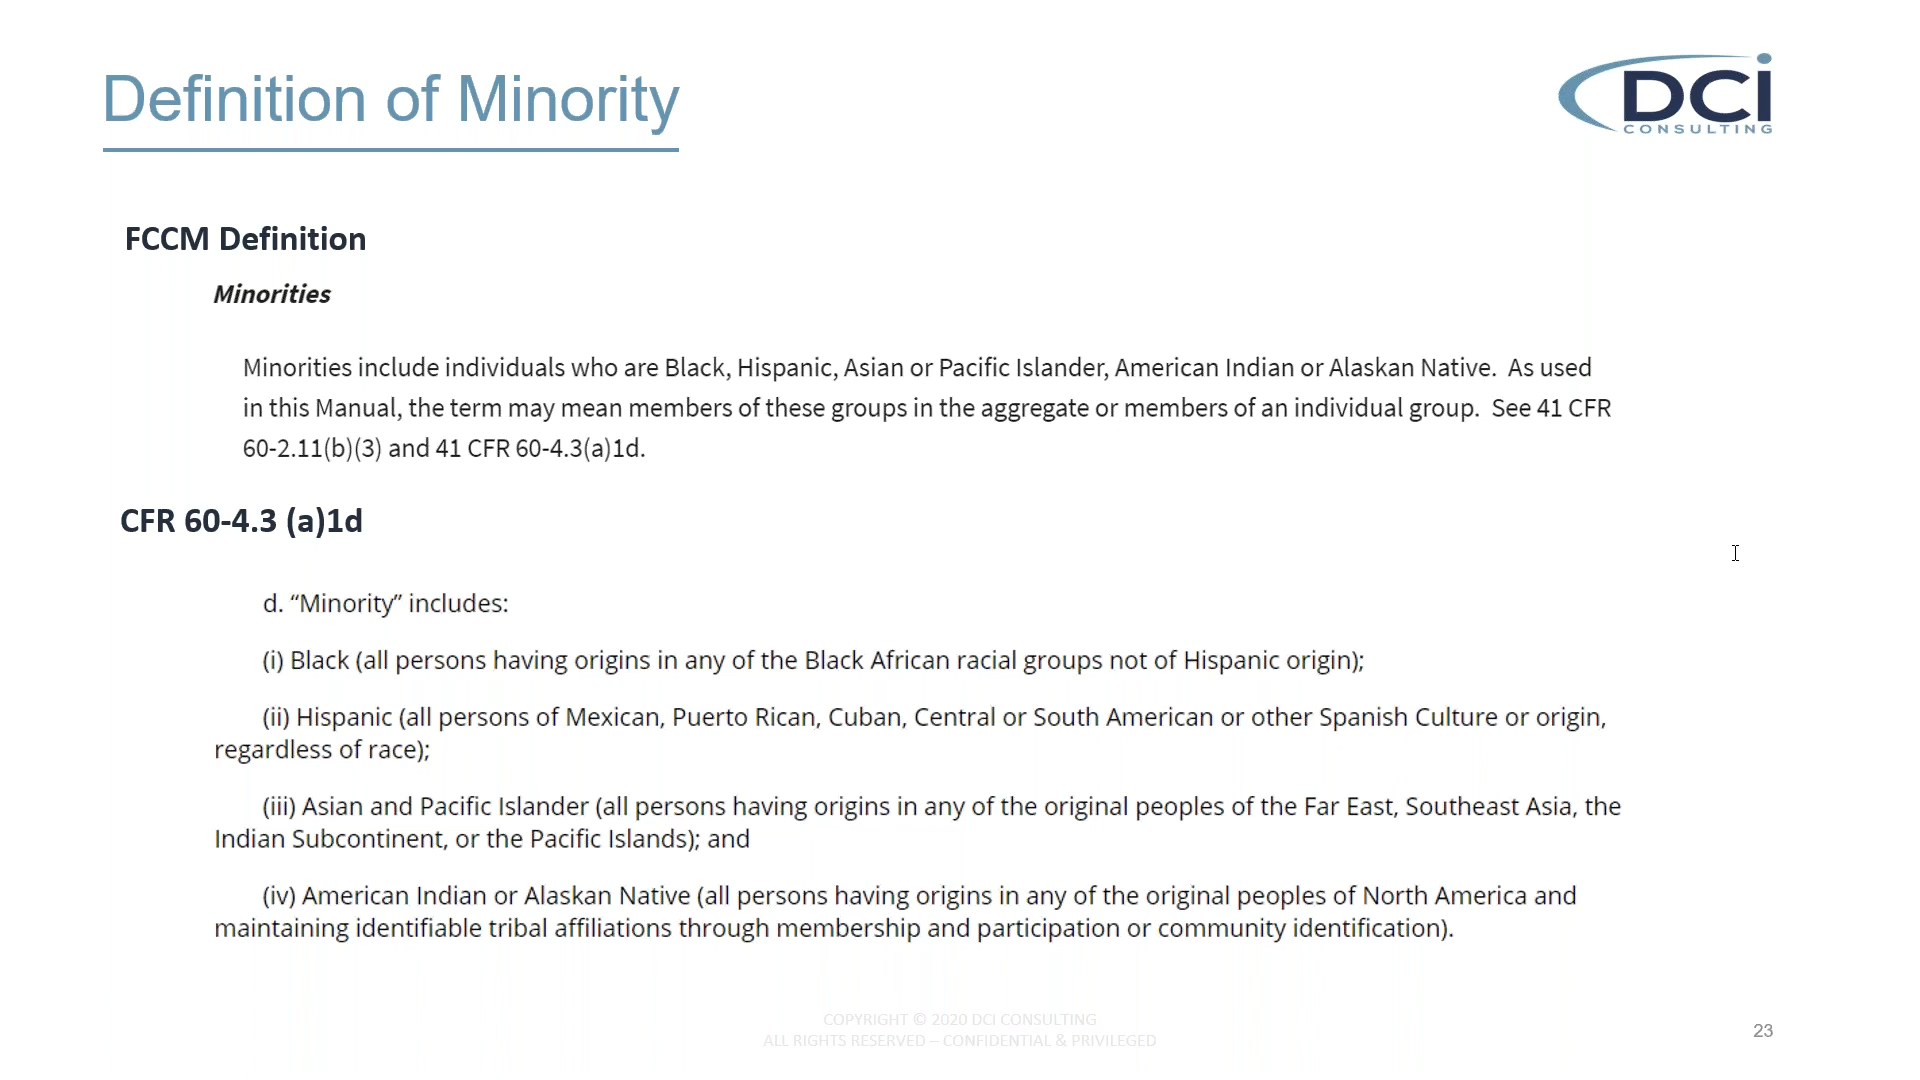 Definition of Minority
DCi
CONSULTING
FCCM Definition
Minorities
Minorities include individuals who are Black, Hispanic, Asian or Pacific Islander, American Indian or Alaskan Native.  As used
in this Manual, the term may mean members of these groups in the aggregate or members of an individual group.  See 41 CFR
60-2.11(b)(3) and 41 CFR 60-4.3(a)1d.
CFR 60-4.3 (a)1d
d. “Minority” includes:
(i) Black (all persons having origins in any of the Black African racial groups not of Hispanic origin);
(ii) Hispanic (all persons of Mexican, Puerto Rican, Cuban, Central or South American or other Spanish Culture or origin,
regardless of race);
(iii) Asian and Pacific Islander (all persons having origins in any of the original peoples of the Far East, Southeast Asia, the
Indian Subcontinent, or the Pacific Islands); and
(iv) American Indian or Alaskan Native (all persons having origins in any of the original peoples of North America and
maintaining identifiable tribal affiliations through membership and participation or community identification).
COPYRIGHT © 2020 DCI CONSULTING
ALL RIGHTS RESERVED – CONFIDENTIAL & PRIVILEGED
23